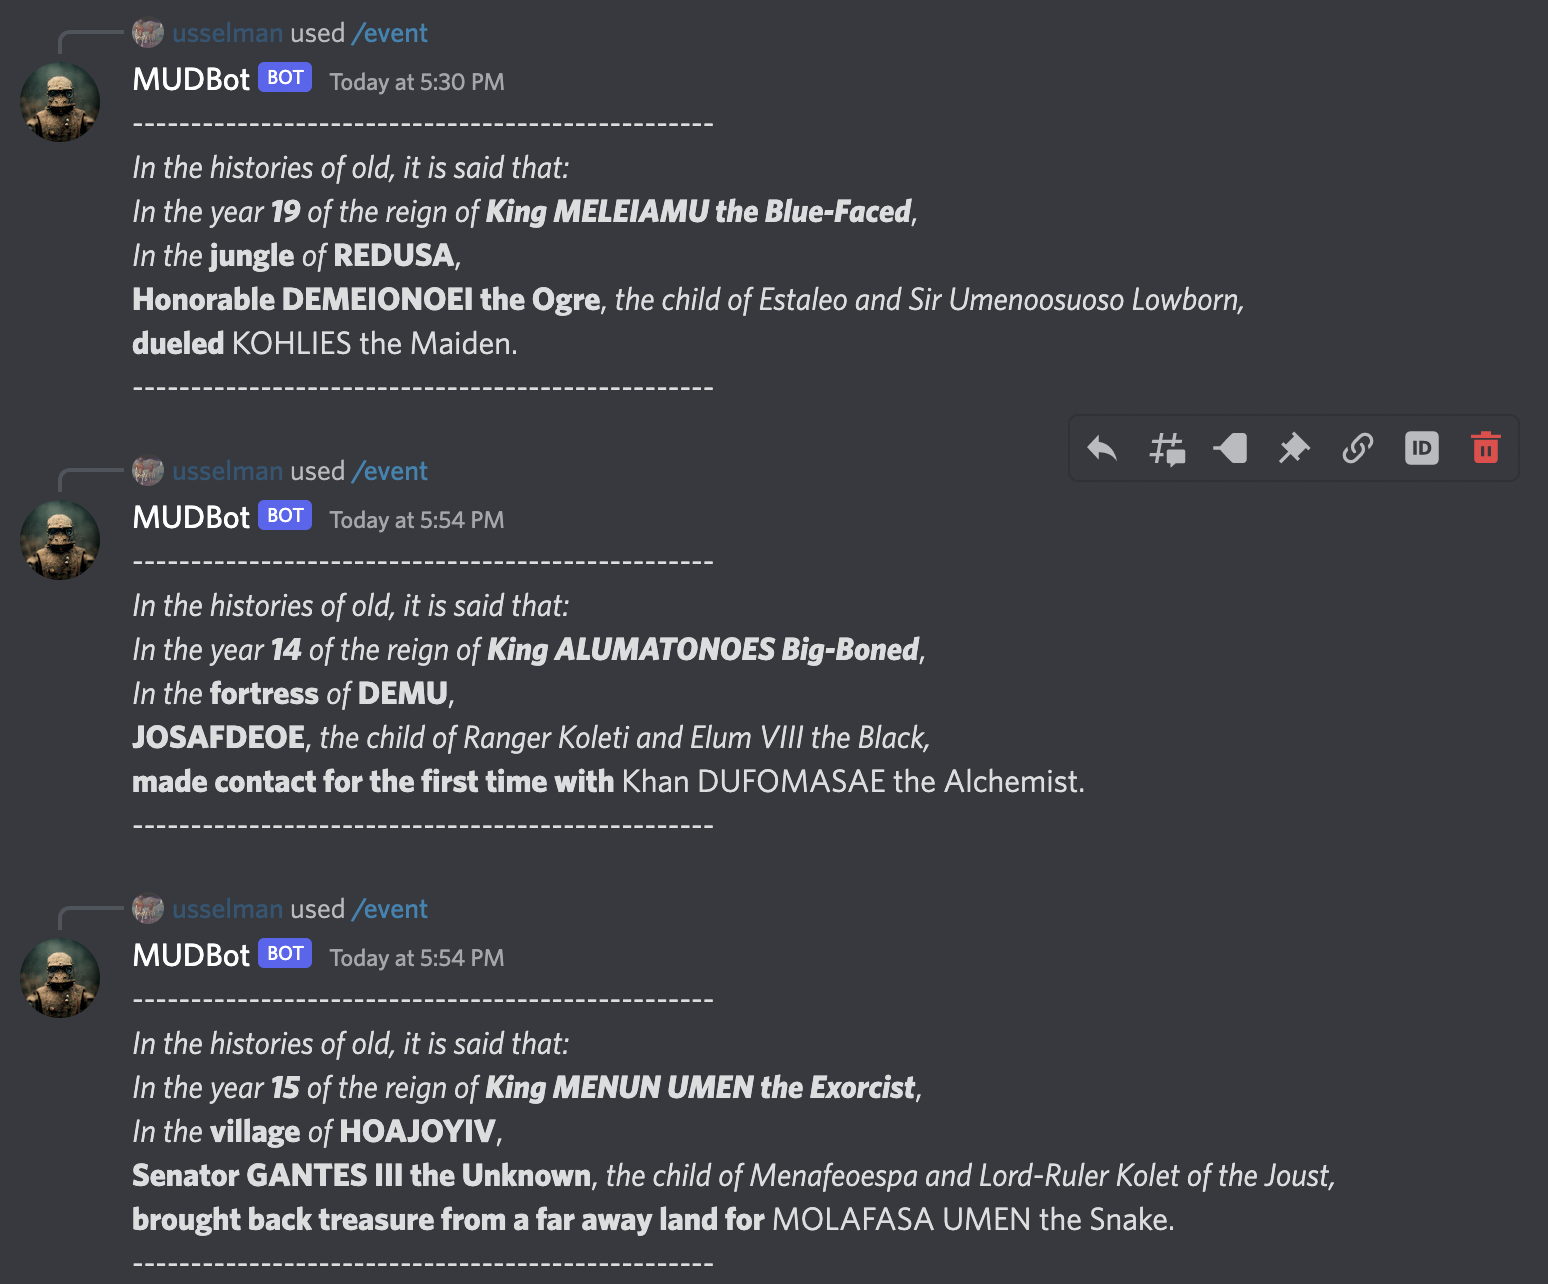 usselman used /event
MUDBot BOT Today at 5:30 PM
--------------------------------------------------
In the histories of old, it is said that:
In the year 19 of the reign of King MELEIAMU the Blue-Faced,
In the jungle of REDUSA,
Honorable DEMEIONOEI the Ogre, the child of Estaleo and Sir Umenoosuoso Lowborn,
dueled KOHLIES the Maiden.
--------------------------------------------------
ID
usselman used /event
MUDBot BOT Today at 5:54 PM
--------------------------------------------------
In the histories of old, it is said that:
In the year 14 of the reign of King ALUMATONOES Big-Boned,
In the fortress of DEMU,
JOSAFDEOE, the child of Ranger Koleti and Elum VIII the Black,
made contact for the first time with Khan DUFOMASAE the Alchemist.
--------------------------------------------------
usselman used /event
MUDBot BOT Today at 5:54 PM
--------------------------------------------------
In the histories of old, it is said that:
In the year 15 of the reign of King MENUN UMEN the Exorcist,
In the village of HOAJOYIV,
Senator GANTES III the Unknown, the child of Menafeoespa and Lord-Ruler Kolet of the Joust,
brought back treasure from a far away land for MOLAFASA UMEN the Snake.
--------------------------------------------------